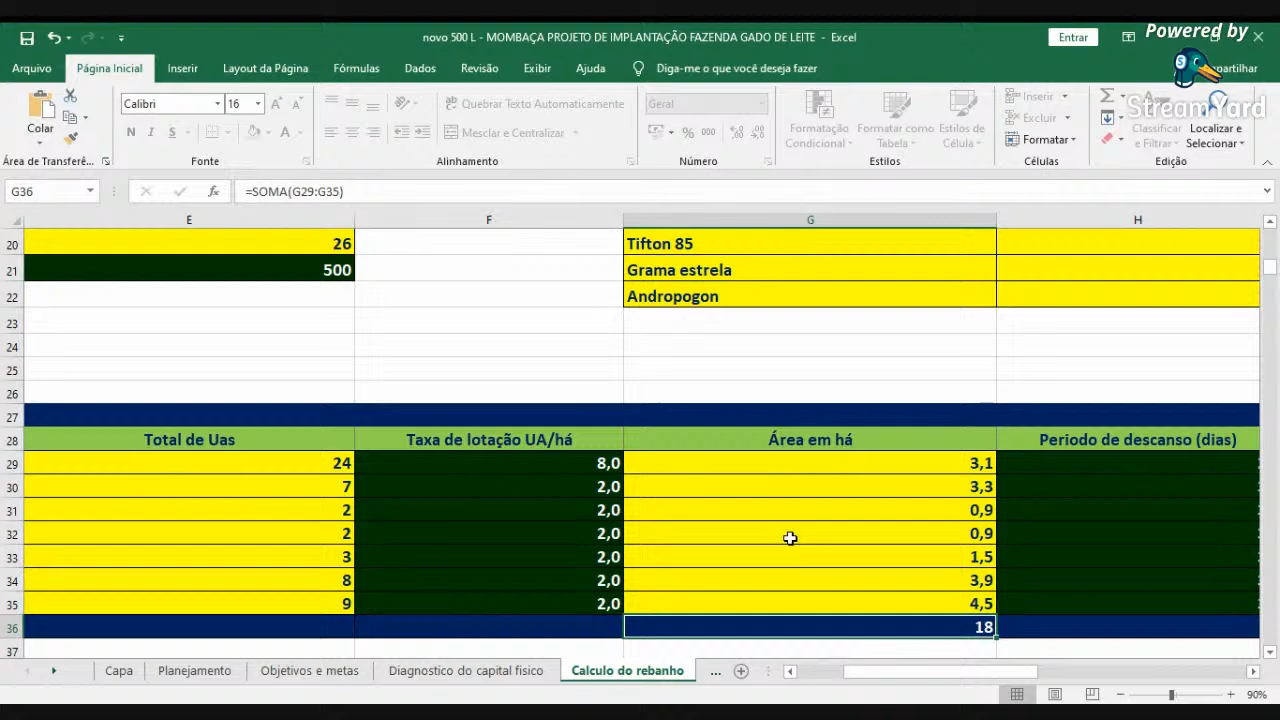 Powered by
StreamYard
novo 500 L - MOMBAÇA PROJETO DE IMPLANTAÇÃO FAZENDA GADO DE LEITE - Excel
Entrar
Arquivo
Página Inicial
Inserir
Layout da Página
Fórmulas
Dados
Revisão
Exibir
Ajuda
Diga-me o que você deseja fazer
Colar
Calibri
16
N I S
Quebrar Texto Automaticamente
Mesclar e Centralizar
Geral
Formatação Condicional
Formatar como Tabela
Estilos de Célula
Inserir
Excluir
Formatar
Classificar e Filtrar
Localizar e Selecionar
Área de Transferê...
Fonte
Alinhamento
Número
Estilos
Células
Edição
G36
fx
=SOMA(G29:G35)
E F G H
20 26 Tifton 85
21 500 Grama estrela
22 Andropogon
23
24
25
26
27
28 Total de Uas Taxa de lotação UA/há Área em há Periodo de descanso (dias)
29 24 8,0 3,1
30 7 2,0 3,3
31 2 2,0 0,9
32 2 2,0 0,9
33 3 2,0 1,5
34 8 2,0 3,9
35 9 2,0 4,5
36 18
37
Capa
Planejamento
Objetivos e metas
Diagnostico do capital fisico
Calculo do rebanho
...
90%